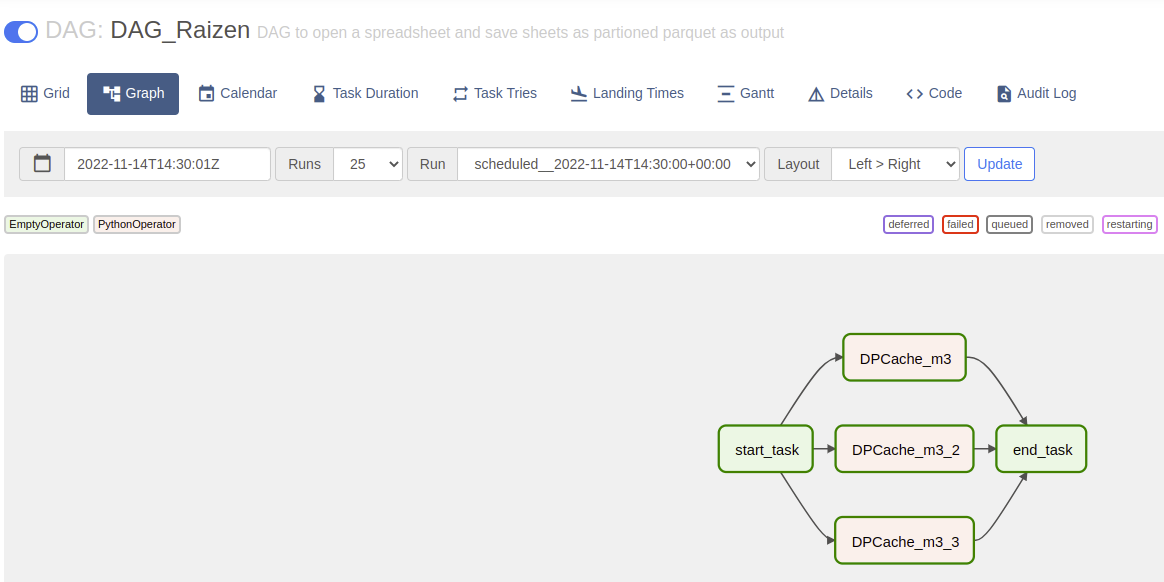 DAG: DAG_Raizen DAG to open a spreadsheet and save sheets as partioned parquet as output
Grid Graph Calendar Task Duration Task Tries Landing Times Gantt Details Code Audit Log
2022-11-14T14:30:01Z Runs 25 Run scheduled__2022-11-14T14:30:00+00:00 Layout Left > Right Update
EmptyOperator PythonOperator deferred failed queued removed restarting
DPCache_m3
start_task DPCache_m3_2 end_task
DPCache_m3_3